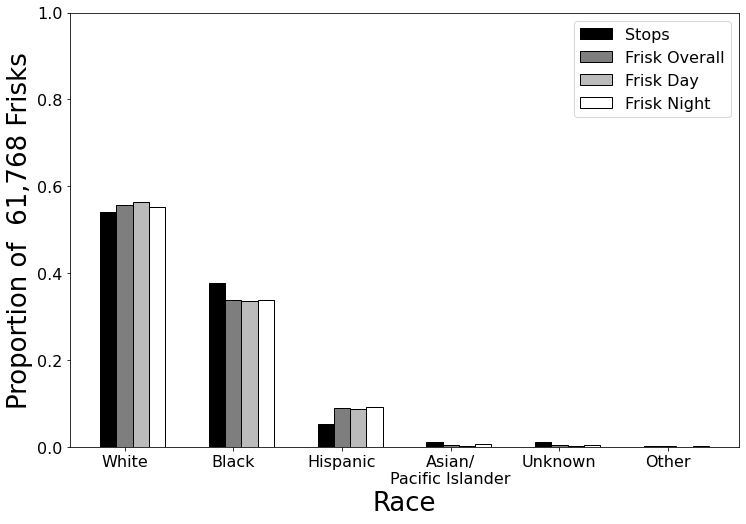 1.0
0.8
0.6
0.4
0.2
0.0
Proportion of  61,768 Frisks
Stops
Frisk Overall
Frisk Day
Frisk Night
White
Black
Hispanic
Asian/
Pacific Islander
Unknown
Other
Race